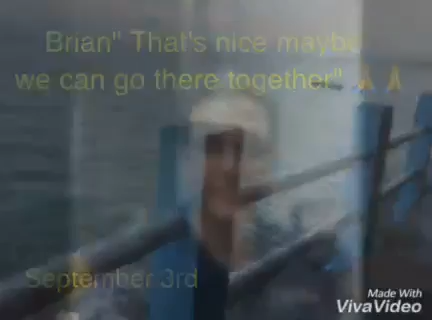 Brian" That's nice maybe
we can go there together"
September 3rd
Made With
VivaVideo